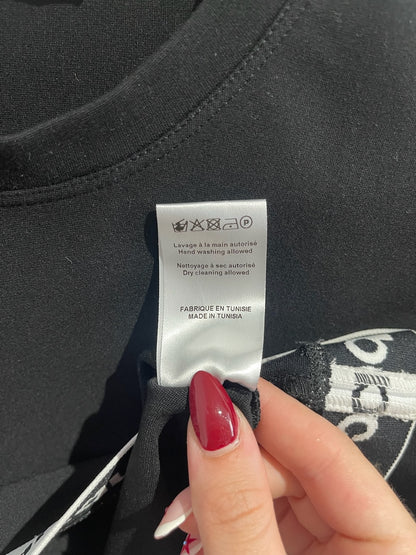 P
Lavage à la main autorisé
Hand washing allowed
Nettoyage à sec autorisé
Dry cleaning allowed
FABRIQUE EN TUNISIE
MADE IN TUNISIA